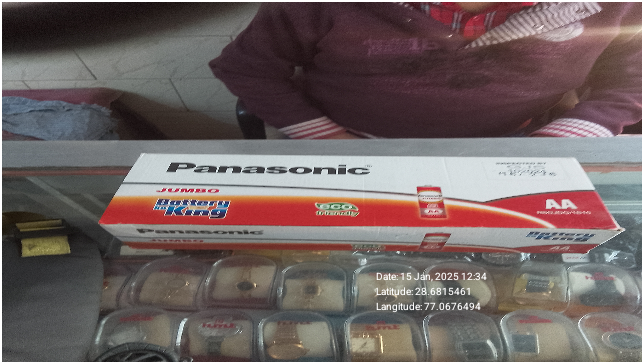 Panasonic
JUMBO
Battery
King
eco
friendly
AA
Panasonic
JUMBO
Battery
King
AA
Date:15 Jan, 2025 12:34
Latitude:28.6815461
Langitude:77.0676494